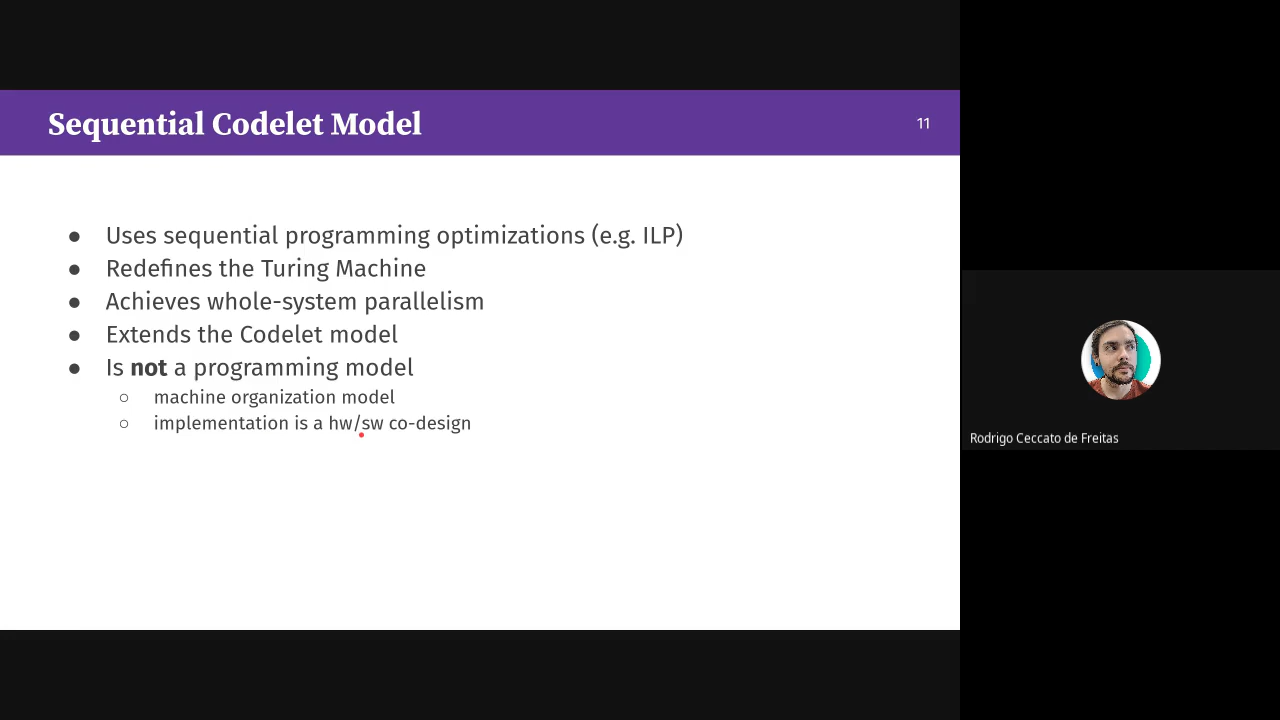 Sequential Codelet Model
11
● Uses sequential programming optimizations (e.g. ILP)
● Redefines the Turing Machine
● Achieves whole-system parallelism
● Extends the Codelet model
● Is not a programming model
○ machine organization model
○ implementation is a hw/sw co-design
Rodrigo Ceccato de Freitas